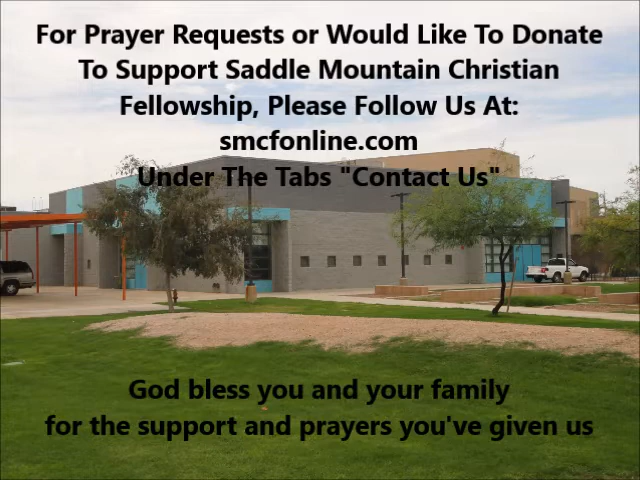 For Prayer Requests or Would Like To Donate
To Support Saddle Mountain Christian
Fellowship, Please Follow Us At:
smcfonline.com
Under The Tabs "Contact Us"
God bless you and your family
for the support and prayers you've given us